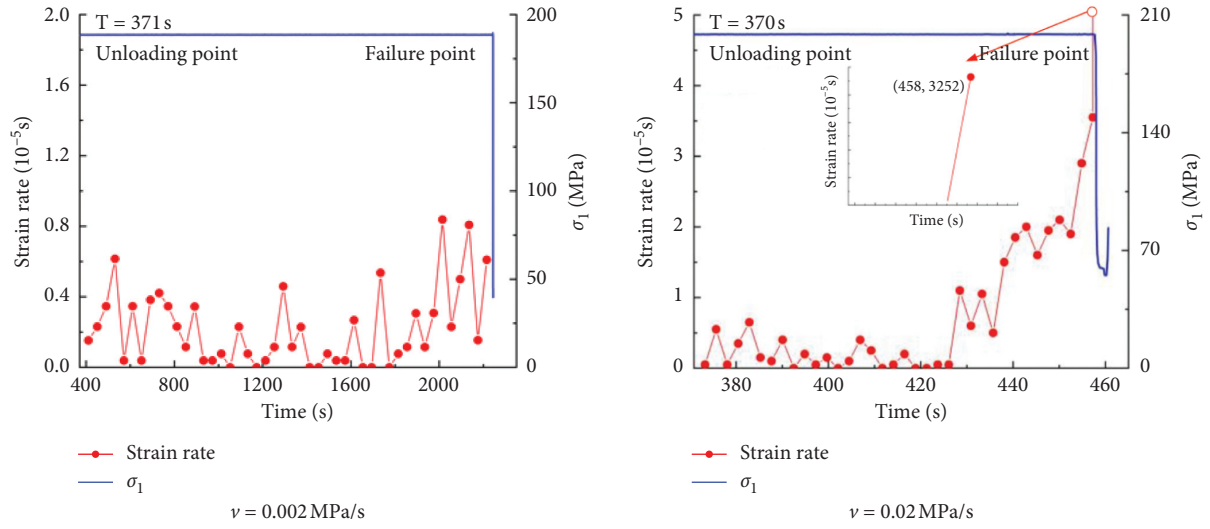 T = 371 s
Unloading point
Failure point
Strain rate (10⁻⁵s)
2.0
1.6
1.2
0.8
0.4
0.0
200
150
100
50
0
σ₁ (MPa)
400
800
1200
1600
2000
Time (s)
Strain rate
σ₁
v = 0.002 MPa/s
T = 370 s
Unloading point
Failure point
Strain rate (10⁻⁵s)
5
4
3
2
1
0
210
140
70
0
σ₁ (MPa)
(458, 3252)
Strain rate (10⁻⁵s)
Time (s)
380
400
420
440
460
Time (s)
Strain rate
σ₁
v = 0.02 MPa/s